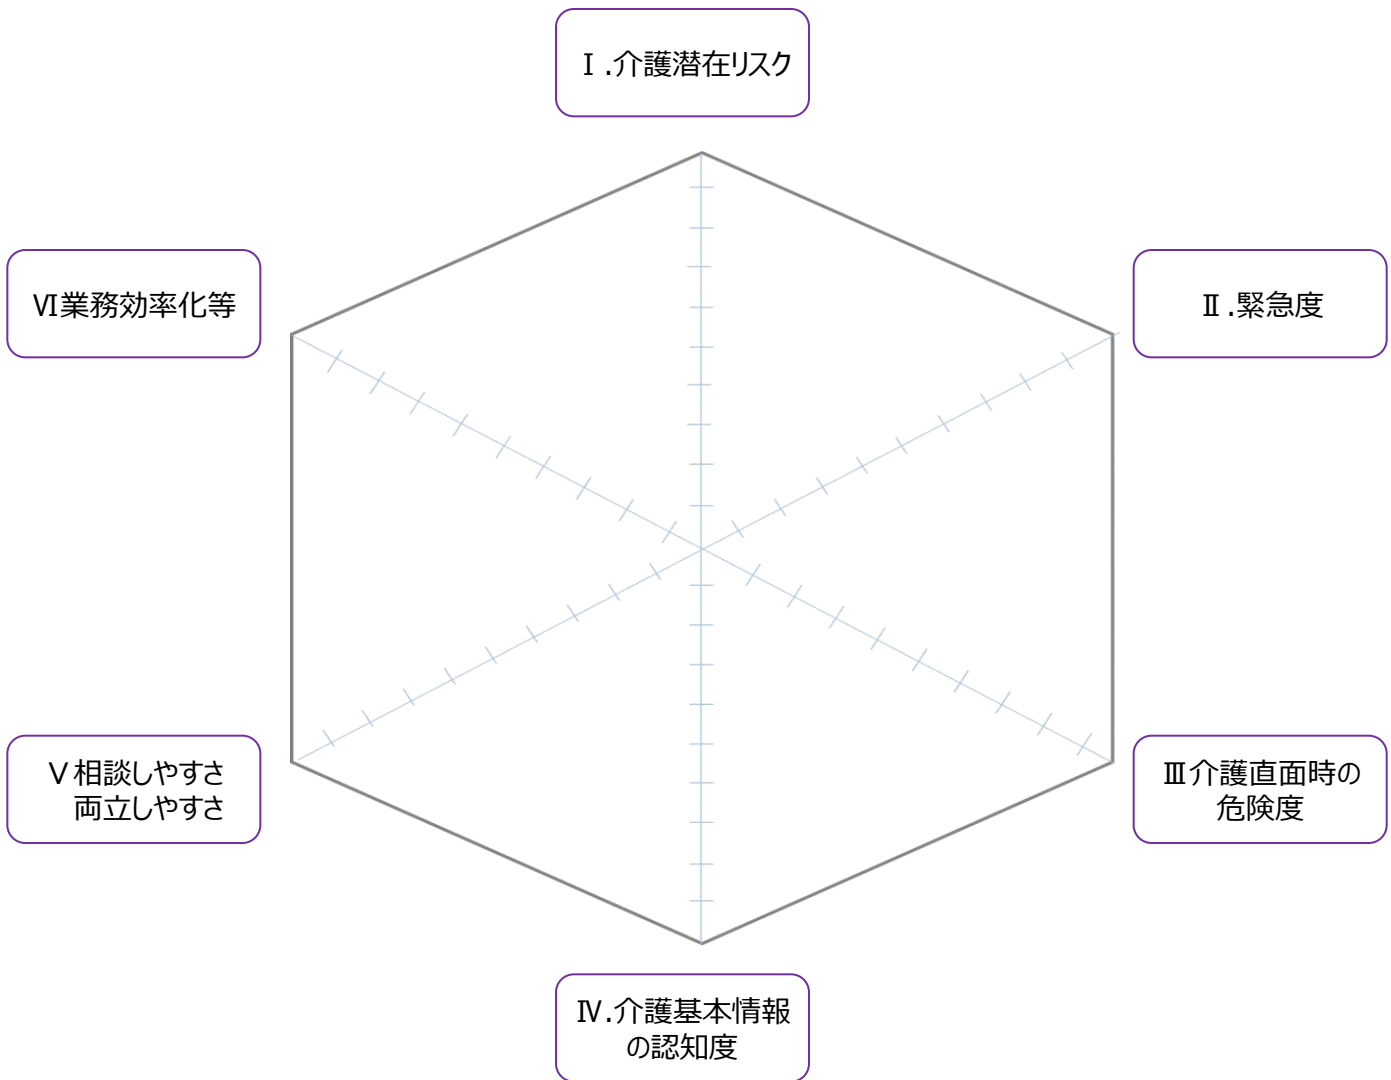 Ⅰ.介護潜在リスク
Ⅵ業務効率化等
Ⅱ.緊急度
Ⅴ相談しやすさ
両立しやすさ
Ⅲ介護直面時の
危険度
Ⅳ.介護基本情報
の認知度